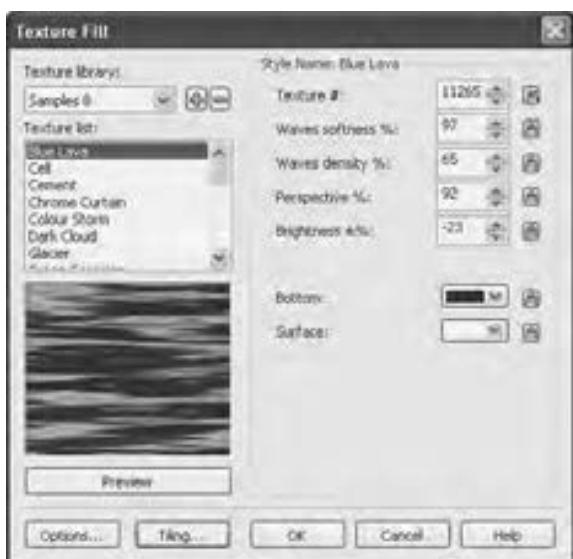 Texture Fill
Texture library:
Samples 8
Texture list:
Blue Lava
Cell
Cement
Chrome Curtain
Colour Storm
Dark Cloud
Glacier
Preview
Style Name: Blue Lava
Texture #: 11265
Waves softness %: 97
Waves density %: 65
Perspective %: 92
Brightness ±%: -23
Bottom:
Surface:
Options... Tiling... OK Cancel Help